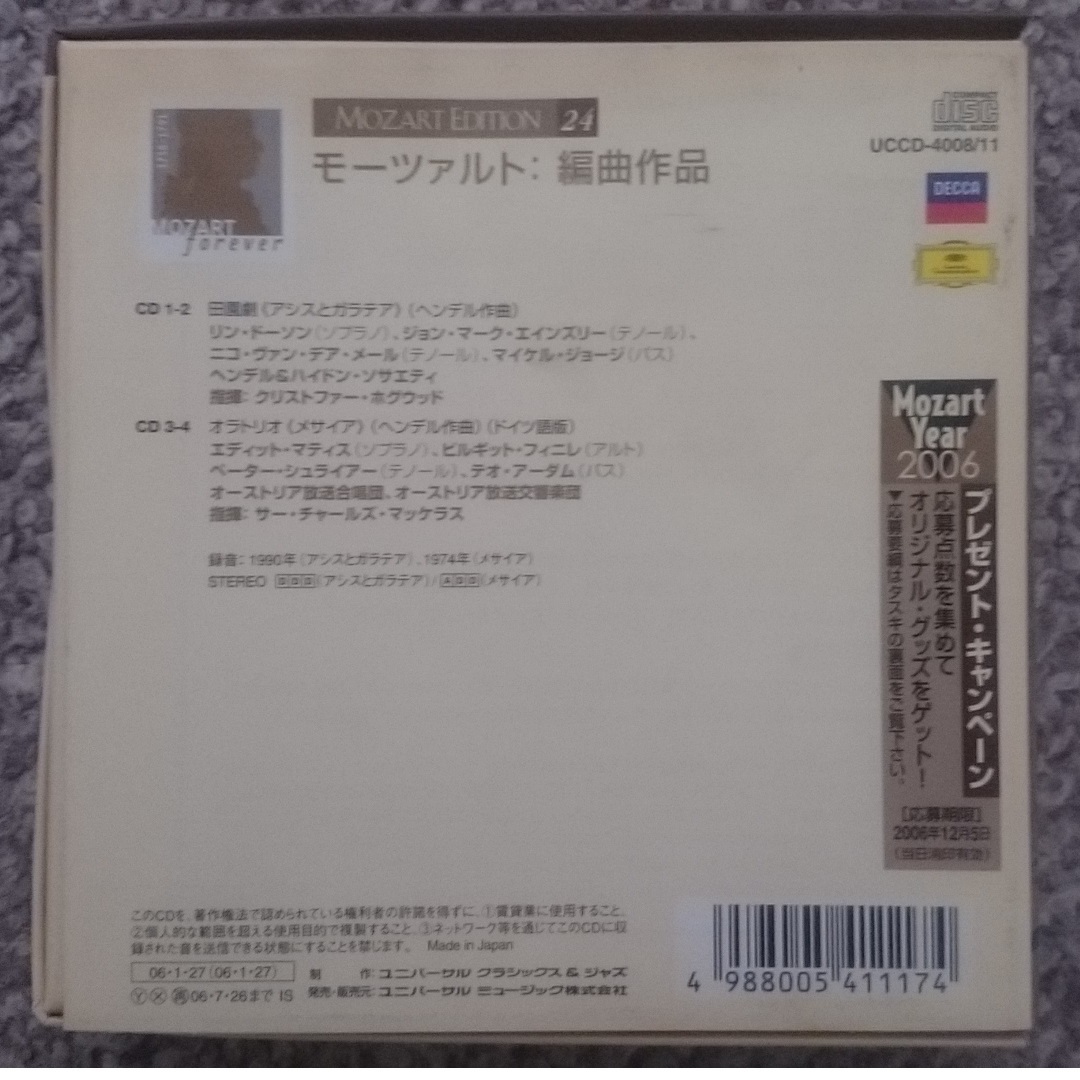 MOZART EDITION 24
モーツァルト: 編曲作品
MOZART
forever
COMPACT
disc
DIGITAL AUDIO
UCCD-4008/11
DECCA
CD 1-2 田園劇《アシスとガラテア》(ヘンデル作曲)
リン・ドーソン(ソプラノ)、ジョン・マーク・エインズリー(テノール)、
ニコ・ヴァン・デア・メール(テノール)、マイケル・ジョージ(バス)
ヘンデル&ハイドン・ソサエティ
指揮: クリストファー・ホグウッド
CD 3-4 オラトリオ《メサイア》(ヘンデル作曲)(ドイツ語版)
エディット・マティス(ソプラノ)、ビルギット・フィニレ(アルト)
ペーター・シュライアー(テノール)、テオ・アーダム(バス)
オーストリア放送合唱団、オーストリア放送交響楽団
指揮: サー・チャールズ・マッケラス
録音: 1990年(アシスとガラテア)、1974年(メサイア)
STEREO DDD(アシスとガラテア)/ADD(メサイア)
Mozart
Year
2006
プレゼント・キャンペーン
応募点数を集めて
オリジナル・グッズをゲット!
▼応募要綱はタスキの裏面をご覧下さい。
[応募期限]
2006年12月5日
(当日消印有効)
このCDを、著作権法で認められている権利者の許諾を得ずに、①賃貸業に使用すること、
②個人的な範囲を超える使用目的で複製すること、③ネットワーク等を通じてこのCDに収
録された音を送信できる状態にすることを禁じます。 Made in Japan
06・1・27(06・1・27)
Ⓨ Ⓧ ㊢06・7・26まで IS
制 作: ユニバーサル クラシックス & ジャズ
発売・販売元: ユニバーサル ミュージック株式会社
4 988005 411174